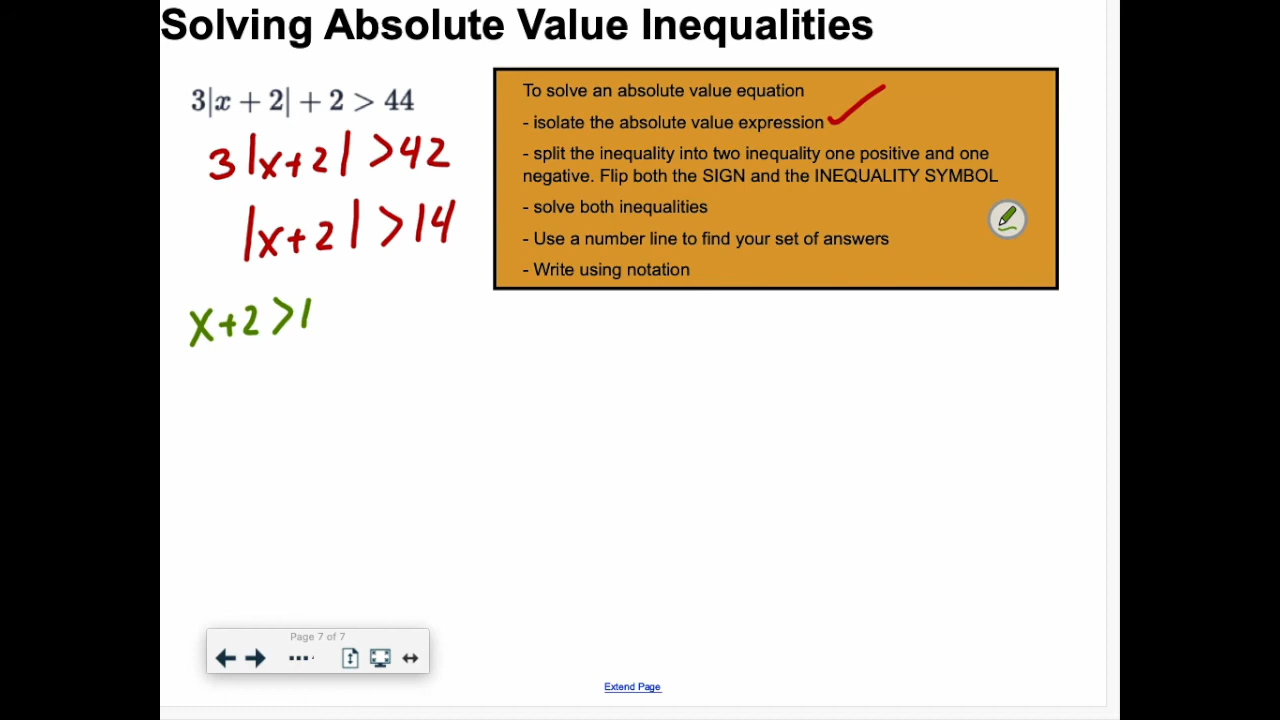 Solving Absolute Value Inequalities
3|x + 2| + 2 > 44
3|x+2| >42
|x+2| >14
x+2 >1
To solve an absolute value equation
- isolate the absolute value expression
- split the inequality into two inequality one positive and one
negative. Flip both the SIGN and the INEQUALITY SYMBOL
- solve both inequalities
- Use a number line to find your set of answers
- Write using notation
Page 7 of 7
Extend Page